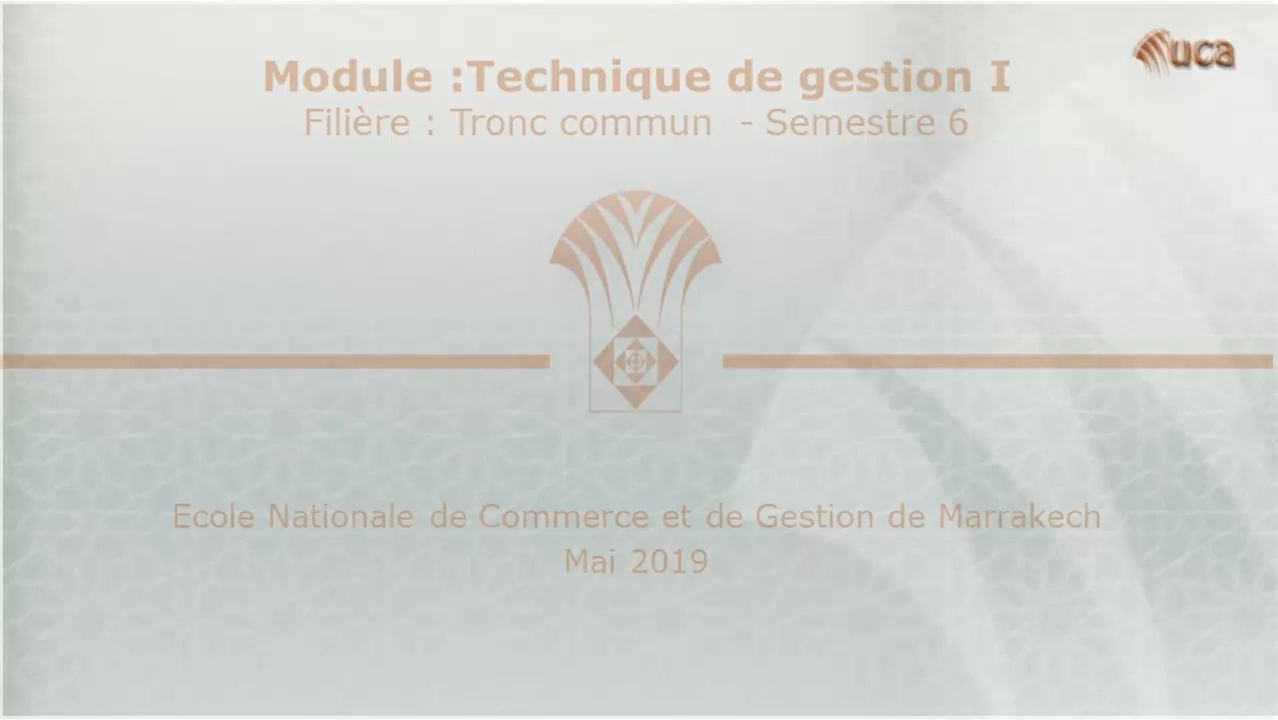 uca
Module :Technique de gestion I
Filière : Tronc commun - Semestre 6
Ecole Nationale de Commerce et de Gestion de Marrakech
Mai 2019